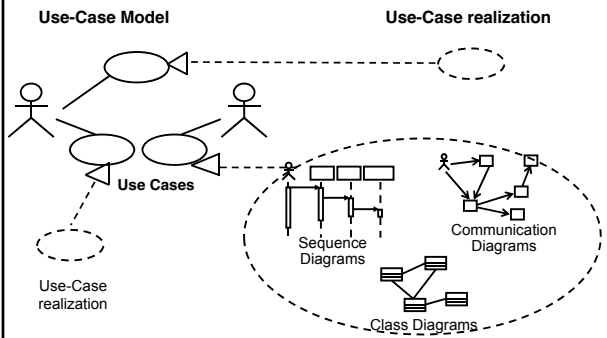 Use-Case Model
Use-Case realization
Use Cases
Sequence
Diagrams
Communication
Diagrams
Use-Case
realization
Class Diagrams